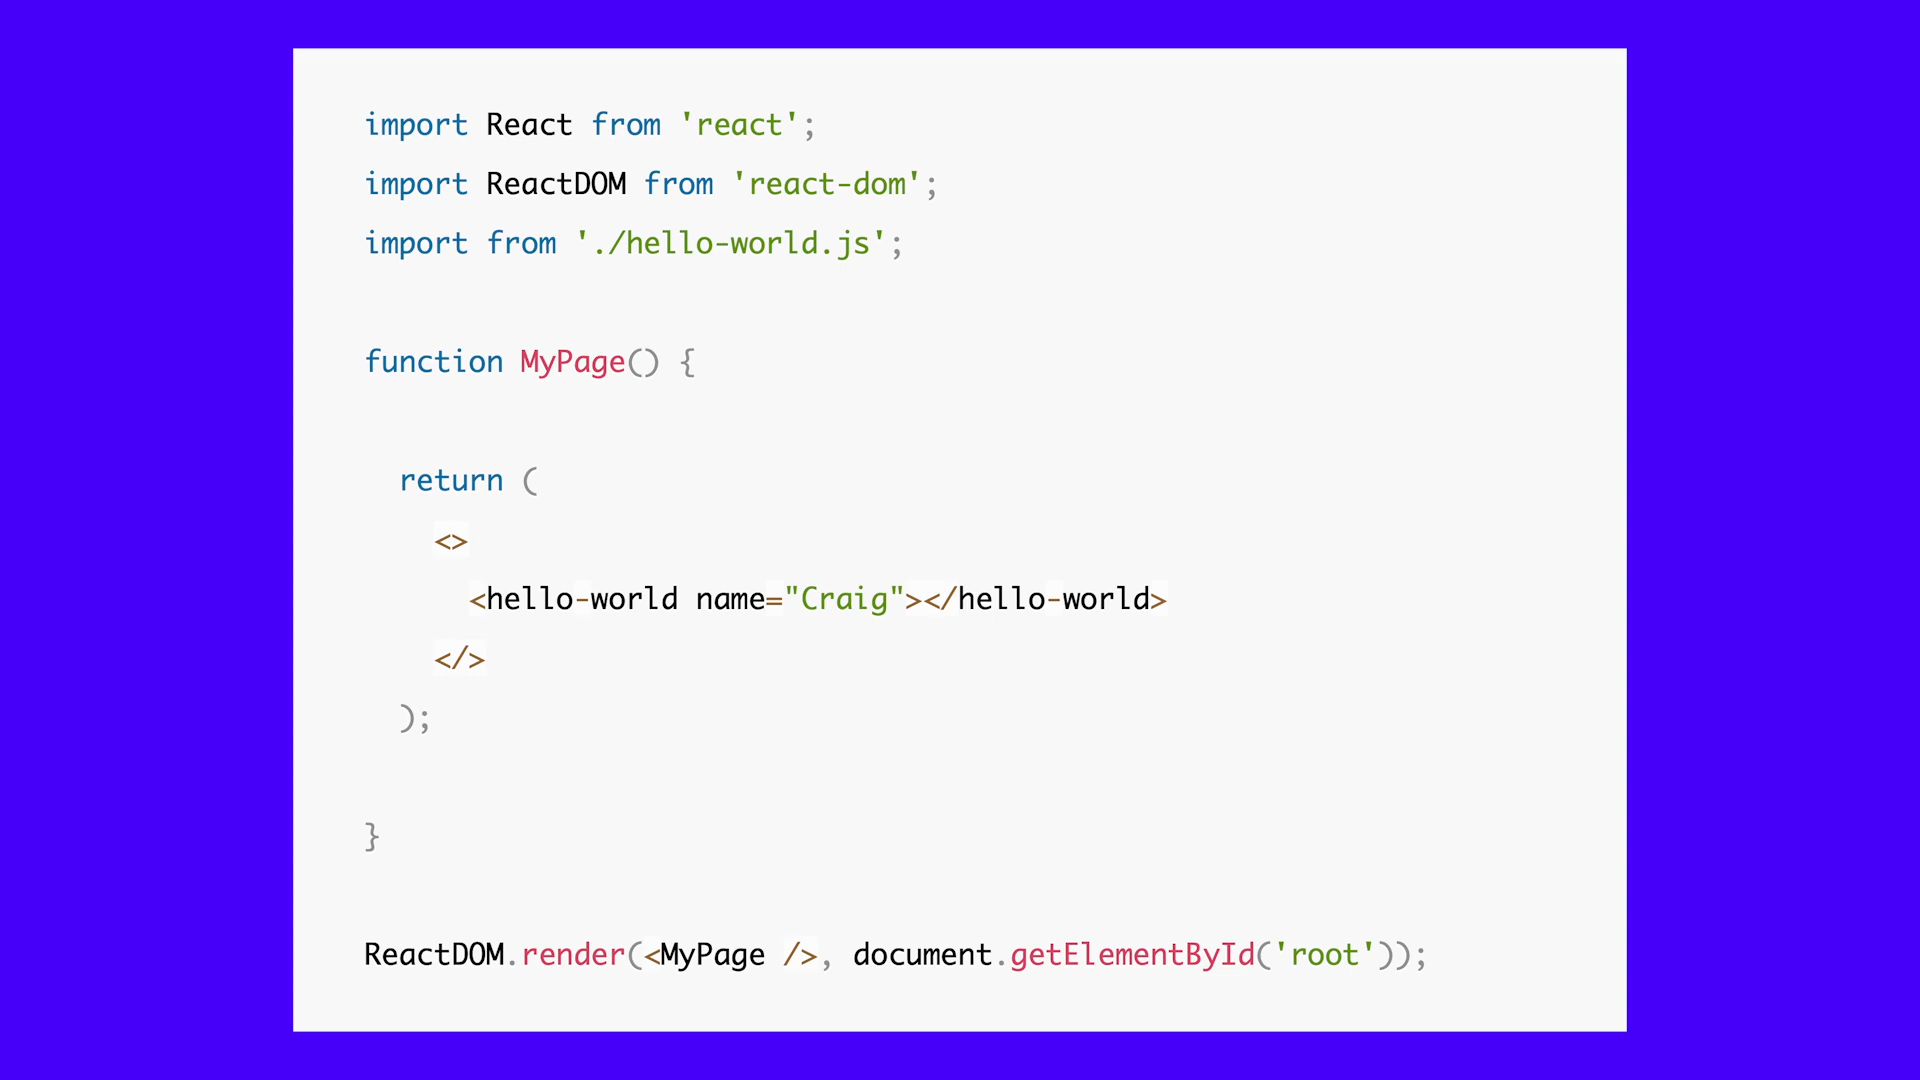 import React from 'react';
import ReactDOM from 'react-dom';
import from './hello-world.js';
function MyPage() {
return (
<>
<hello-world name="Craig"></hello-world>
</>
);
}
ReactDOM.render(<MyPage />, document.getElementById('root'));